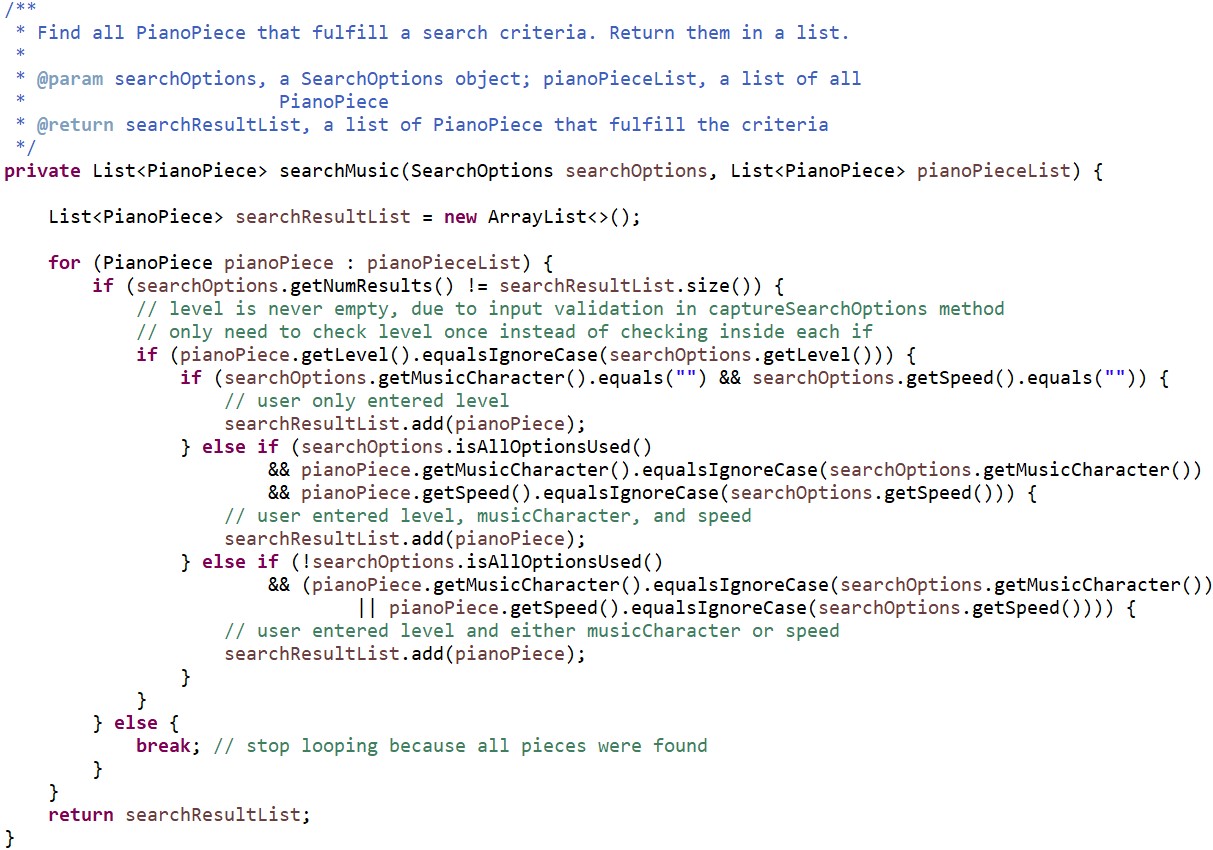 /**
 * Find all PianoPiece that fulfill a search criteria. Return them in a list.
 *
 * @param searchOptions, a SearchOptions object; pianoPieceList, a list of all
 *                       PianoPiece
 * @return searchResultList, a list of PianoPiece that fulfill the criteria
 */
private List<PianoPiece> searchMusic(SearchOptions searchOptions, List<PianoPiece> pianoPieceList) {

    List<PianoPiece> searchResultList = new ArrayList<>();

    for (PianoPiece pianoPiece : pianoPieceList) {
        if (searchOptions.getNumResults() != searchResultList.size()) {
            // level is never empty, due to input validation in captureSearchOptions method
            // only need to check level once instead of checking inside each if
            if (pianoPiece.getLevel().equalsIgnoreCase(searchOptions.getLevel())) {
                if (searchOptions.getMusicCharacter().equals("") && searchOptions.getSpeed().equals("")) {
                    // user only entered level
                    searchResultList.add(pianoPiece);
                } else if (searchOptions.isAllOptionsUsed()
                        && pianoPiece.getMusicCharacter().equalsIgnoreCase(searchOptions.getMusicCharacter())
                        && pianoPiece.getSpeed().equalsIgnoreCase(searchOptions.getSpeed())) {
                    // user entered level, musicCharacter, and speed
                    searchResultList.add(pianoPiece);
                } else if (!searchOptions.isAllOptionsUsed()
                        && (pianoPiece.getMusicCharacter().equalsIgnoreCase(searchOptions.getMusicCharacter())
                                || pianoPiece.getSpeed().equalsIgnoreCase(searchOptions.getSpeed()))) {
                    // user entered level and either musicCharacter or speed
                    searchResultList.add(pianoPiece);
                }
            }
        } else {
            break; // stop looping because all pieces were found
        }
    }
    return searchResultList;
}